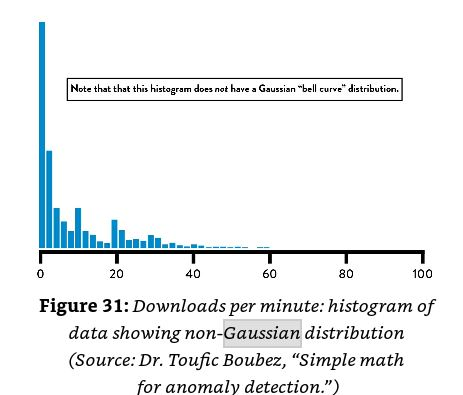 Note that that this histogram does not have a Gaussian “bell curve” distribution.
0 20 40 60 80 100
Figure 31: Downloads per minute: histogram of
data showing non-Gaussian distribution
(Source: Dr. Toufic Boubez, “Simple math
for anomaly detection.”)